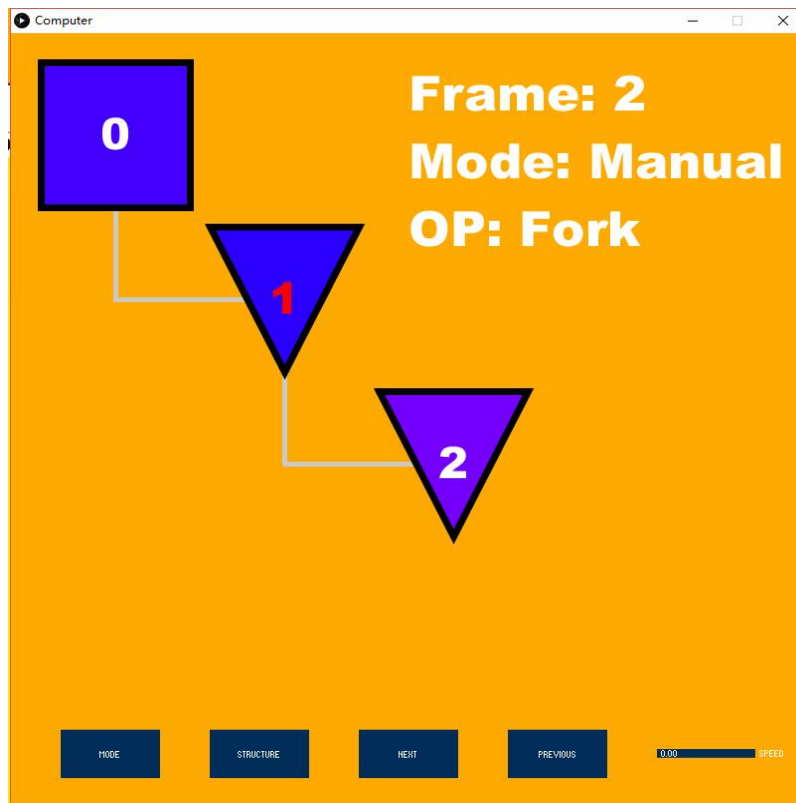 Computer
Frame: 2
Mode: Manual
OP: Fork
0
1
2
MODE
STRUCTURE
NEXT
PREVIOUS
0.00
SPEED